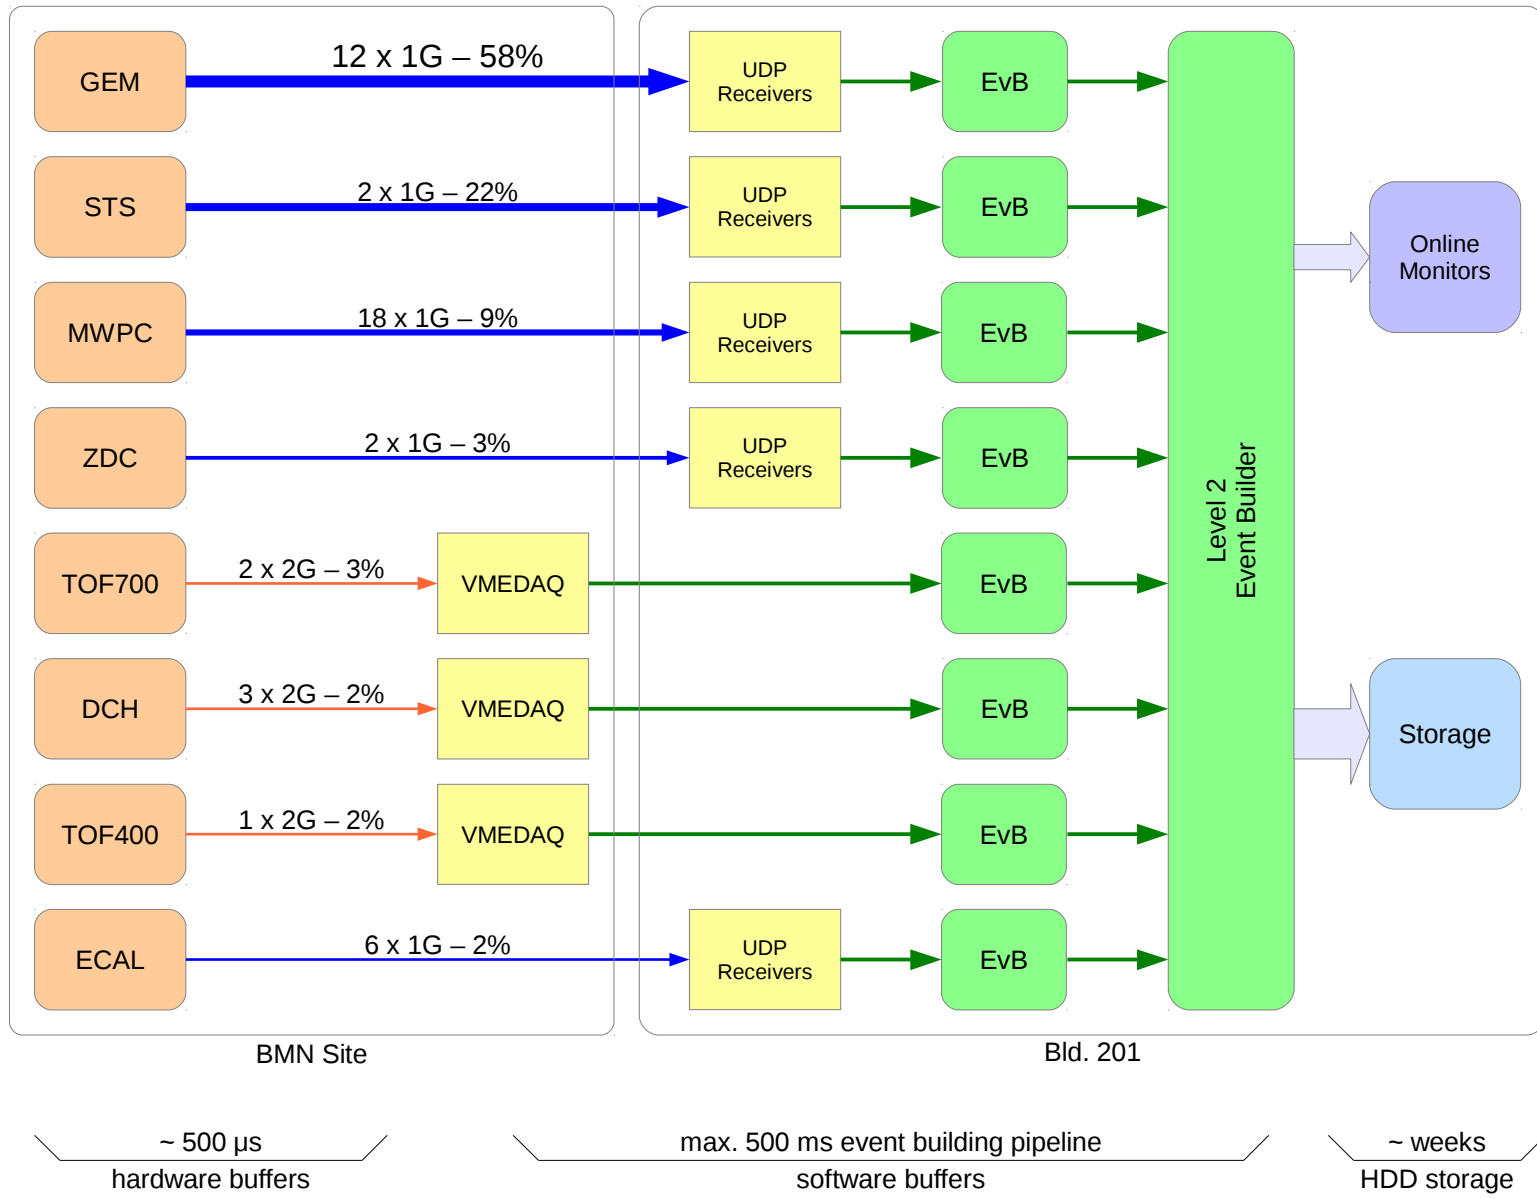 GEM
12 x 1G – 58%
UDP
Receivers
EvB
STS
2 x 1G – 22%
UDP
Receivers
EvB
MWPC
18 x 1G – 9%
UDP
Receivers
EvB
ZDC
2 x 1G – 3%
UDP
Receivers
EvB
TOF700
2 x 2G – 3%
VMEDAQ
EvB
DCH
3 x 2G – 2%
VMEDAQ
EvB
TOF400
1 x 2G – 2%
VMEDAQ
EvB
ECAL
6 x 1G – 2%
UDP
Receivers
EvB
Level 2
Event Builder
Online
Monitors
Storage
BMN Site
Bld. 201
~ 500 μs
hardware buffers
max. 500 ms event building pipeline
software buffers
~ weeks
HDD storage